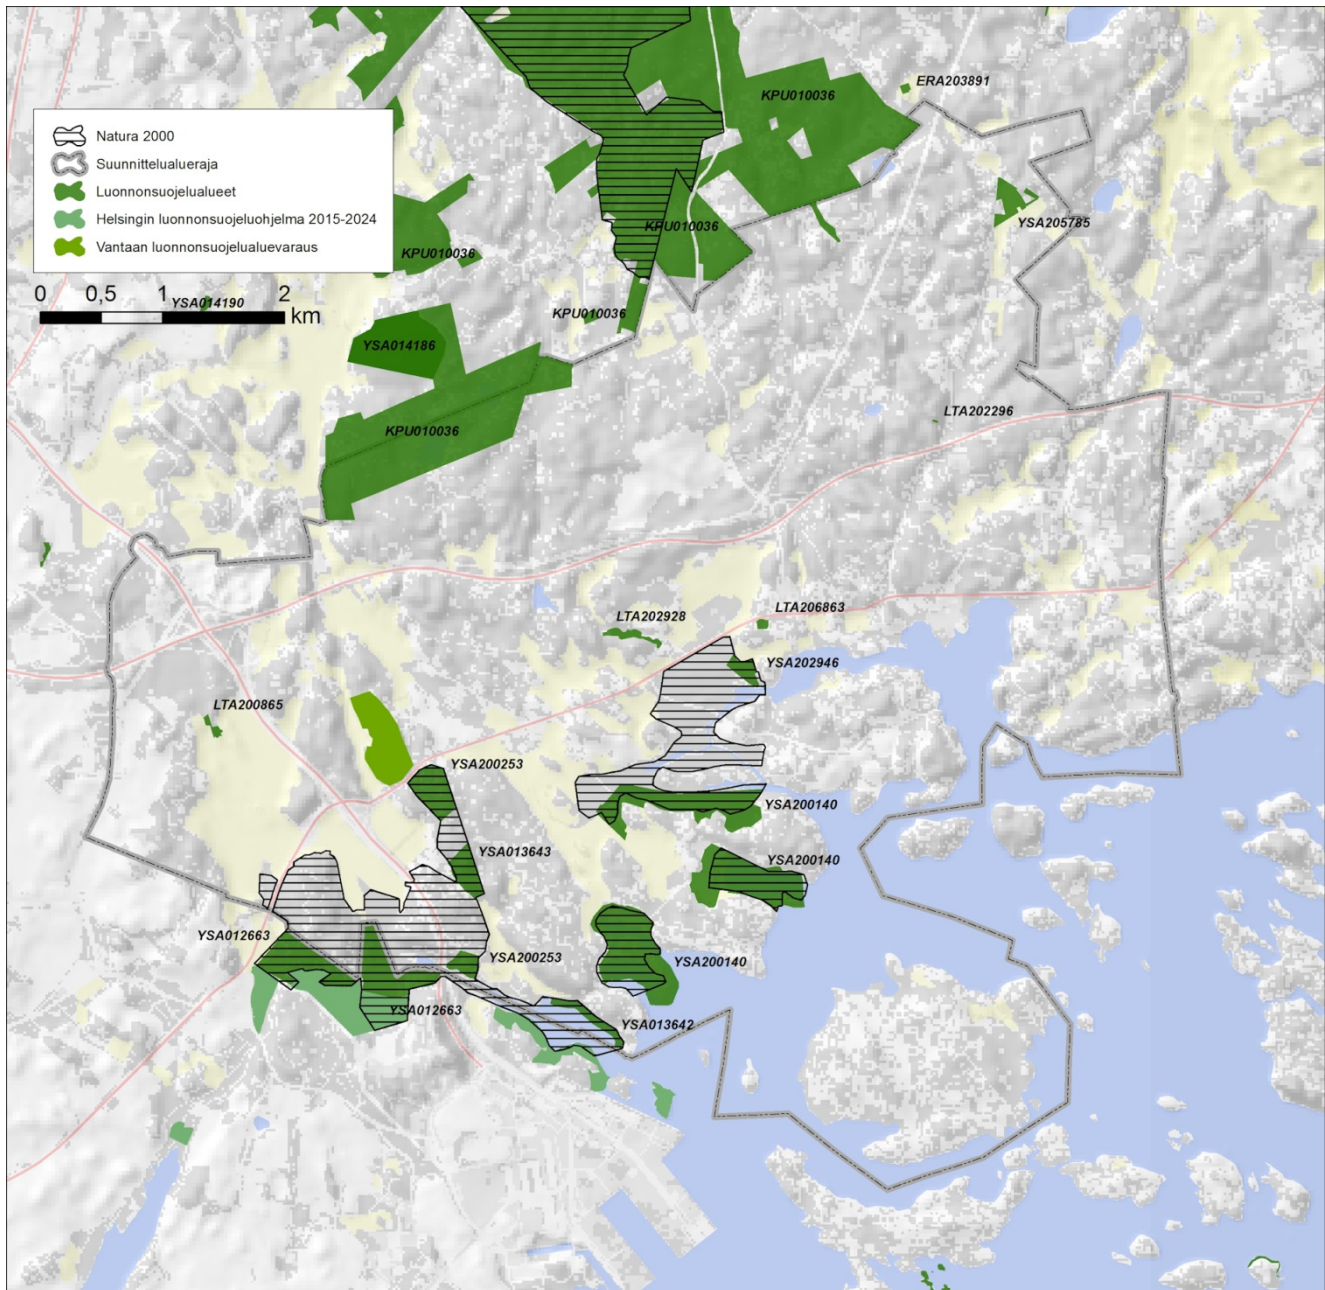 KPU010036
ERA203891
Natura 2000
Suunnittelualueraja
Luonnonsuojelualueet
Helsingin luonnonsuojeluohjelma 2015-2024
Vantaan luonnonsuojelualuevaraus
KPU010036
KPU010036
YSA205785
0 0,5 1 2 km
YSA014190
KPU010036
YSA014186
KPU010036
LTA202296
LTA202928
LTA206863
YSA202946
LTA200865
YSA200253
YSA200140
YSA013643
YSA200140
YSA012663
YSA200253
YSA200140
YSA012663
YSA013642